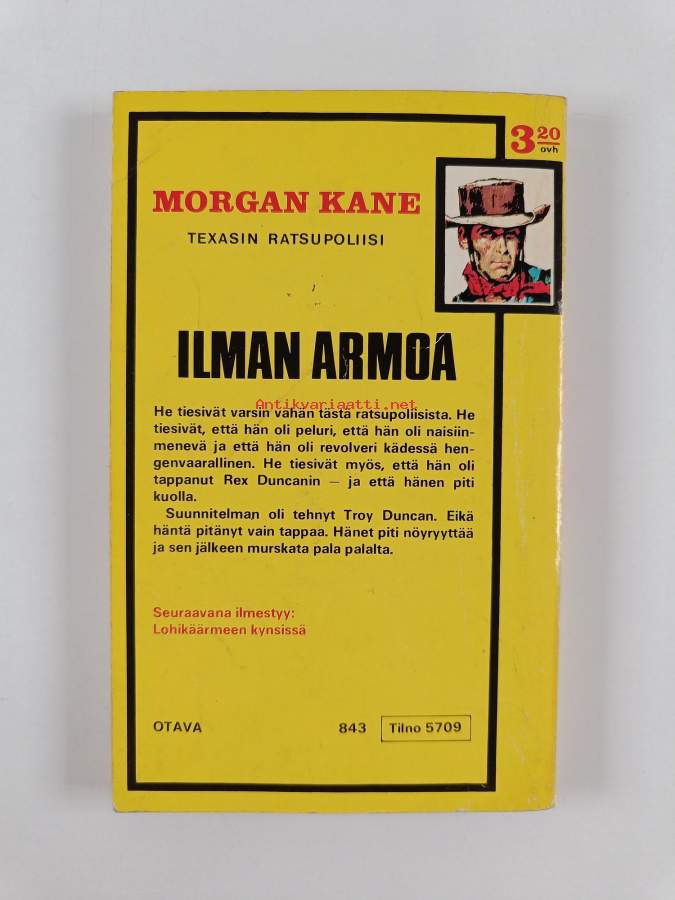 3 20
ovh
MORGAN KANE
TEXASIN RATSUPOLIISI
ILMAN ARMOA
Antikvariaatti.net
He tiesivät varsin vähän tästä ratsupoliisista. He
tiesivät, että hän oli peluri, että hän oli naisiin-
menevä ja että hän oli revolveri kädessä hen-
genvaarallinen. He tiesivät myös, että hän oli
tappanut Rex Duncanin — ja että hänen piti
kuolla.
Suunnitelman oli tehnyt Troy Duncan. Eikä
häntä pitänyt vain tappaa. Hänet piti nöyryyttää
ja sen jälkeen murskata pala palalta.
Seuraavana ilmestyy:
Lohikäärmeen kynsissä
OTAVA 843 Tilno 5709